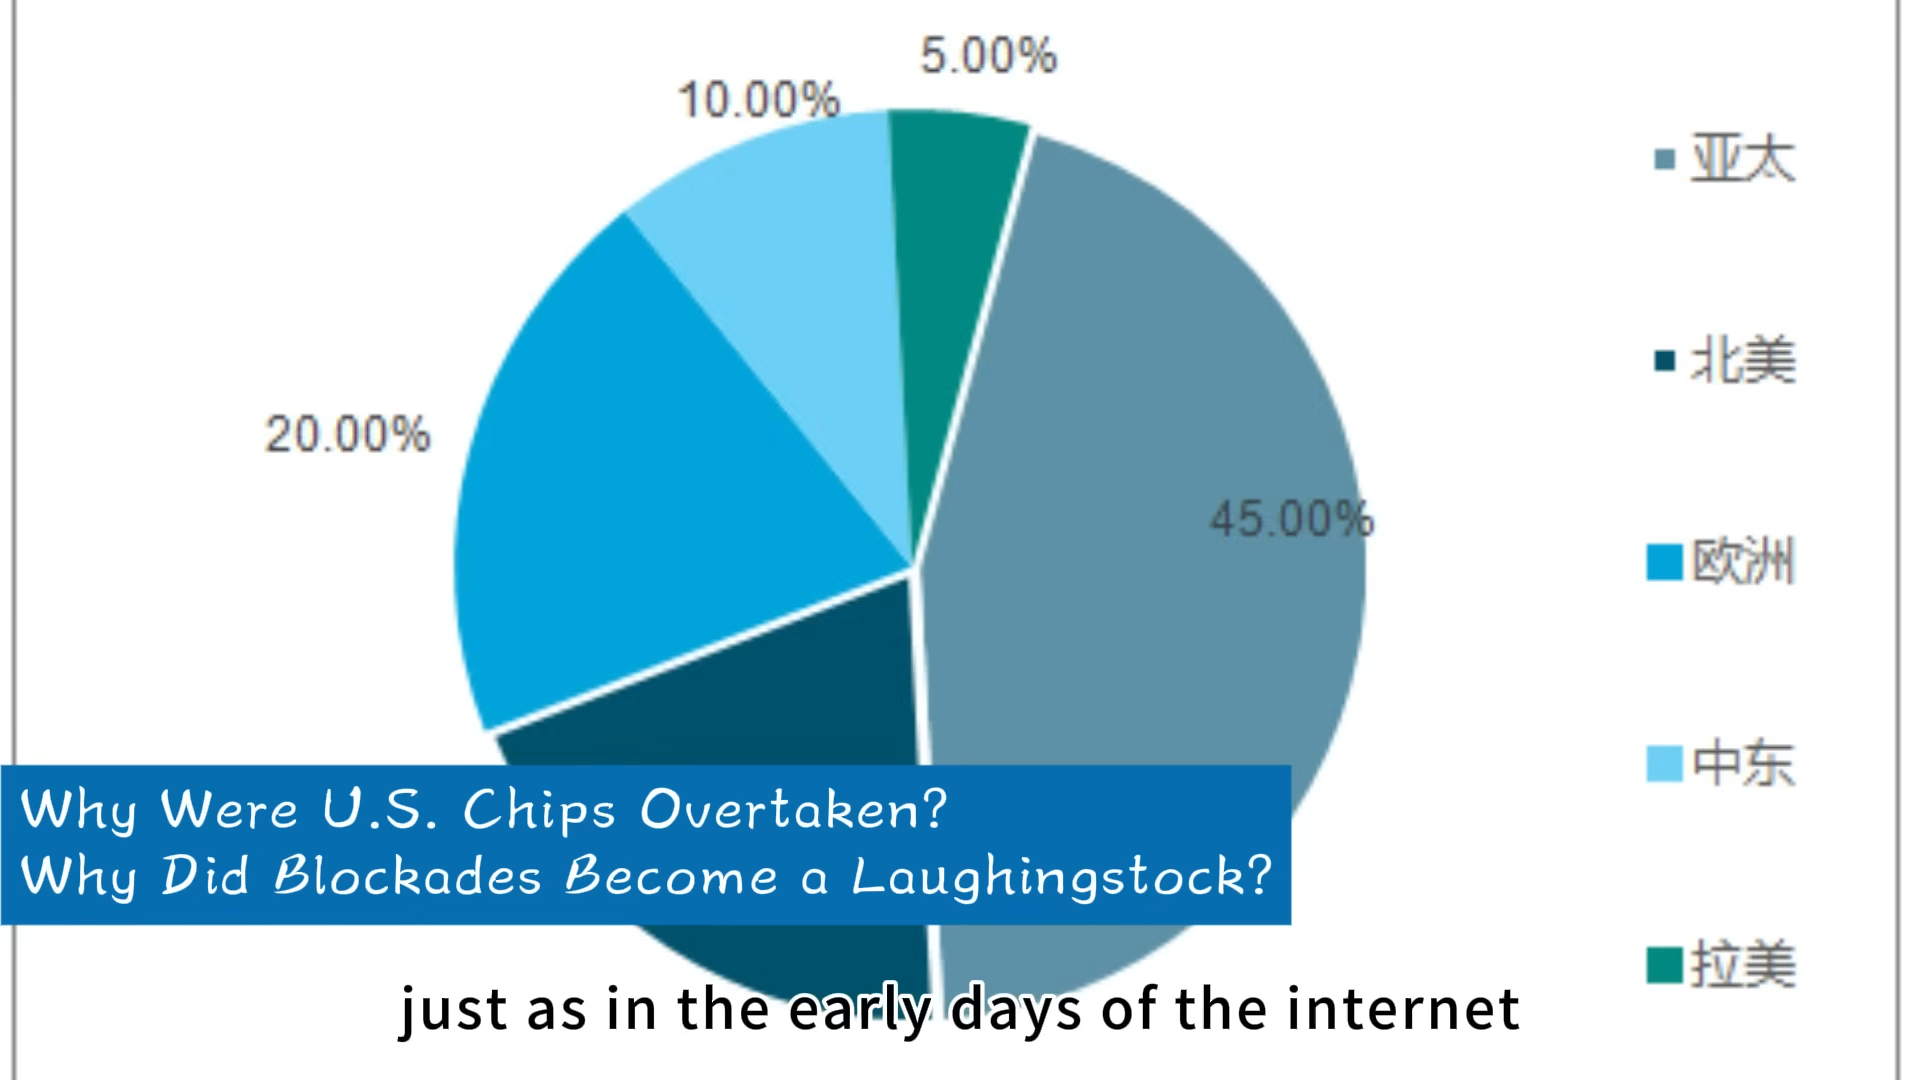 5.00%
10.00%
20.00%
45.00%
亚太
北美
欧洲
中东
拉美
Why Were U.S. Chips Overtaken?
Why Did Blockades Become a Laughingstock?
just as in the early days of the internet